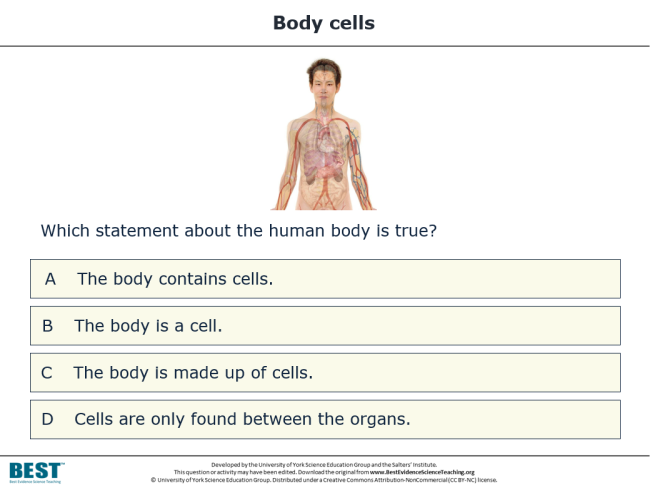 Body cells
Which statement about the human body is true?
A The body contains cells.
B The body is a cell.
C The body is made up of cells.
D Cells are only found between the organs.
BEST™
Best Evidence Science Teaching
Developed by the University of York Science Education Group and the Salters' Institute.
This question or activity may have been edited. Download the original from www.BestEvidenceScienceTeaching.org
© University of York Science Education Group. Distributed under a Creative Commons Attribution-NonCommercial (CC BY-NC) license.